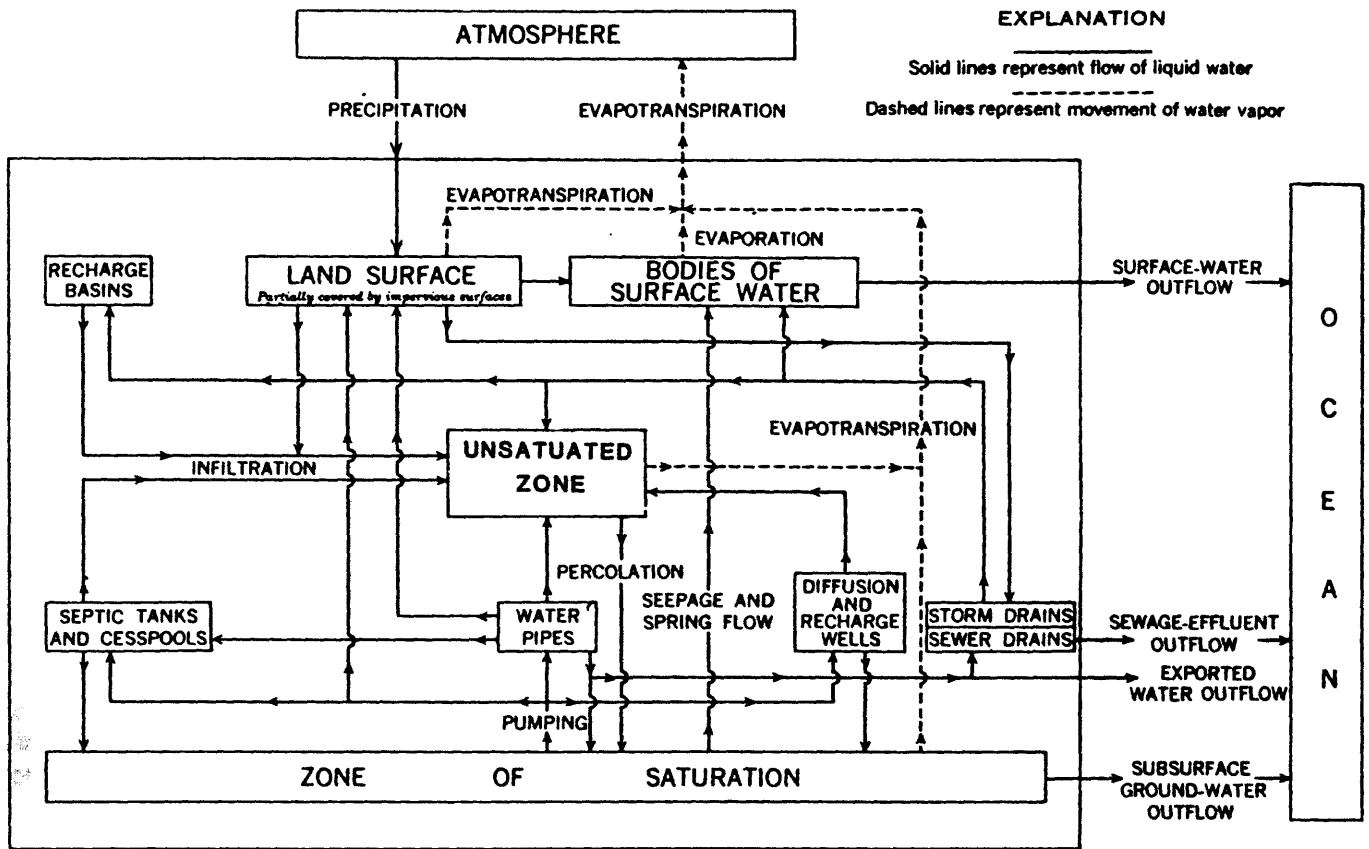 ATMOSPHERE
EXPLANATION
Solid lines represent flow of liquid water
Dashed lines represent movement of water vapor
PRECIPITATION
EVAPOTRANSPIRATION
EVAPOTRANSPIRATION
EVAPORATION
RECHARGE
BASINS
LAND SURFACE
Partially covered by impervious surfaces
BODIES OF
SURFACE WATER
SURFACE-WATER
OUTFLOW
OCEAN
UNSATUATED
ZONE
INFILTRATION
EVAPOTRANSPIRATION
PERCOLATION
SEPTIC TANKS
AND CESSPOOLS
WATER
PIPES
SEEPAGE AND
SPRING FLOW
DIFFUSION
AND
RECHARGE
WELLS
STORM DRAINS
SEWER DRAINS
SEWAGE-EFFLUENT
OUTFLOW
EXPORTED
WATER OUTFLOW
PUMPING
ZONE OF SATURATION
SUBSURFACE
GROUND-WATER
OUTFLOW